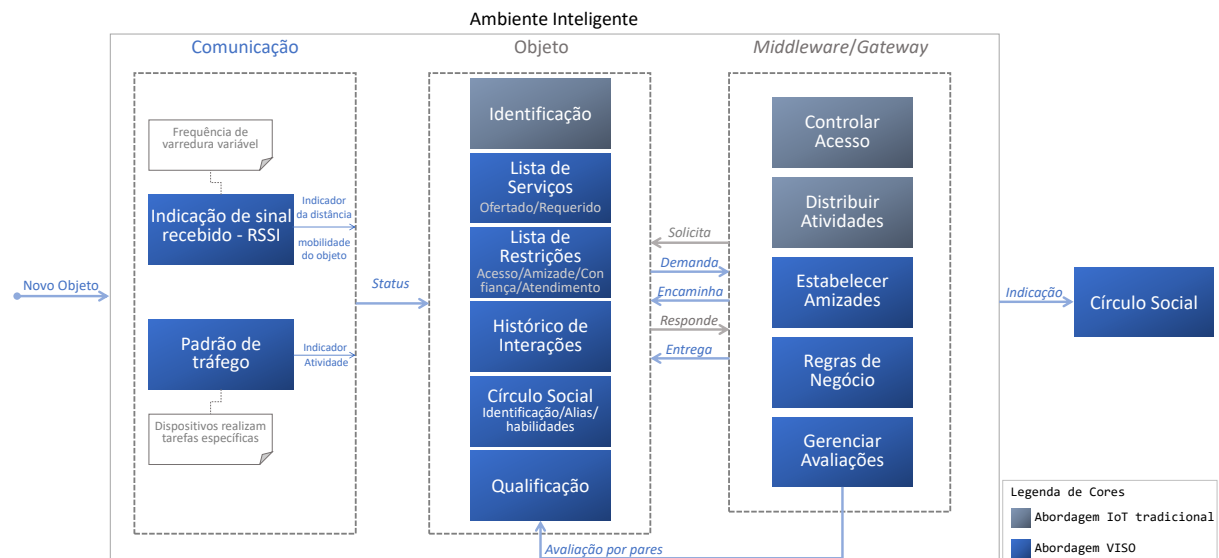 Ambiente Inteligente
Comunicação
Frequência de
varredura variável
Indicação de sinal
recebido - RSSI
Indicador
da distância
mobilidade
do objeto
Novo Objeto
Padrão de
tráfego
Indicador
Atividade
Dispositivos realizam
tarefas específicas
Status
Objeto
Identificação
Lista de
Serviços
Ofertado/Requerido
Lista de
Restrições
Acesso/Amizade/Con
fiança/Atendimento
Histórico de
Interações
Círculo Social
Identificação/Alias/
habilidades
Qualificação
Solicita
Demanda
Encaminha
Responde
Entrega
Middleware/Gateway
Controlar
Acesso
Distribuir
Atividades
Estabelecer
Amizades
Regras de
Negócio
Gerenciar
Avaliações
Avaliação por pares
Indicação
Círculo Social
Legenda de Cores
Abordagem IoT tradicional
Abordagem VISO